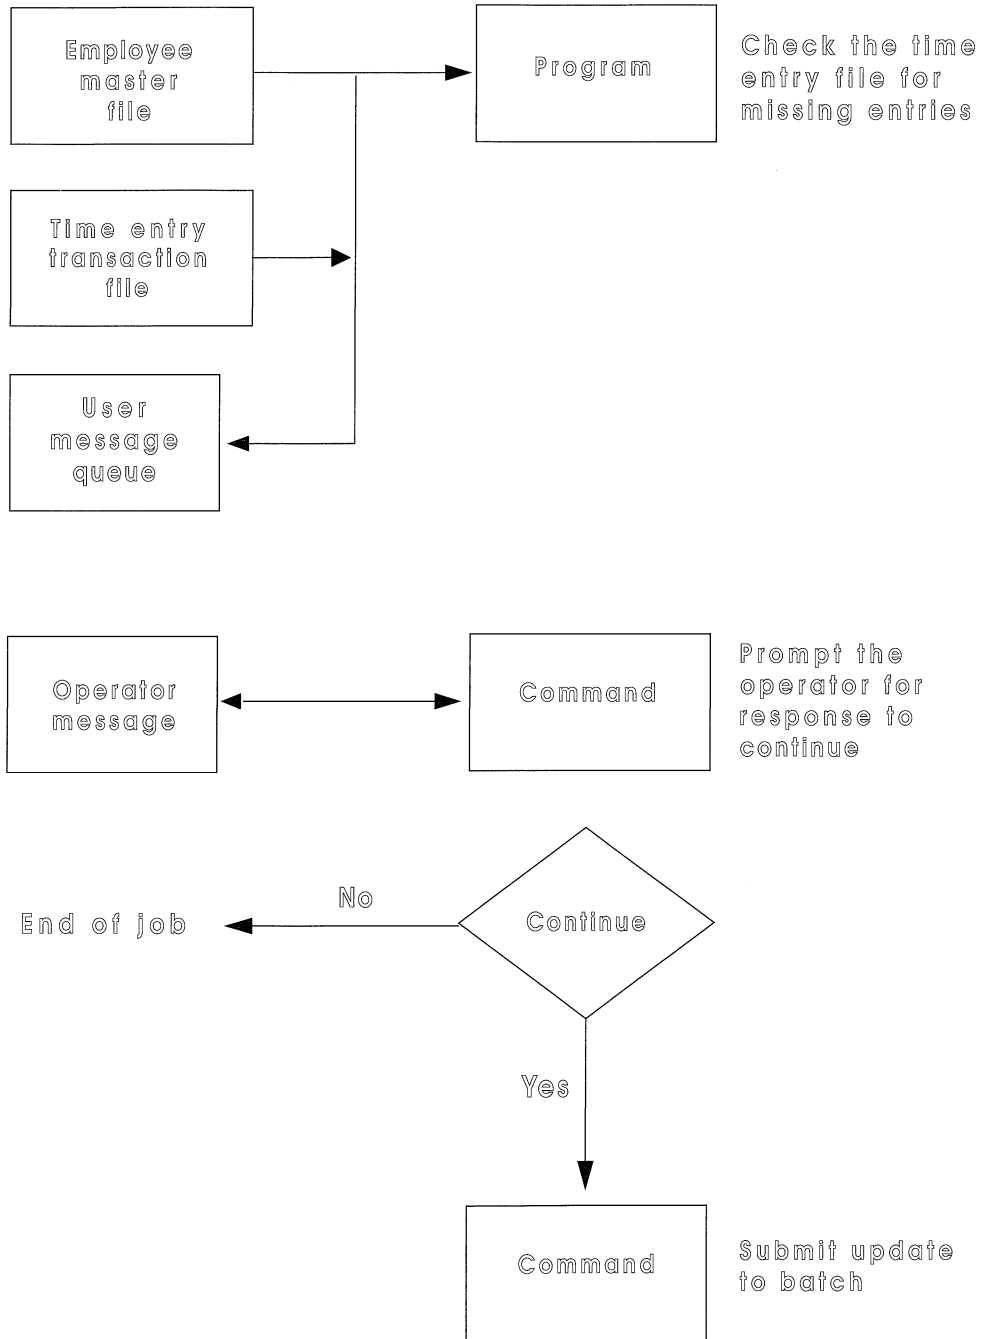 Employee
master
file
Program
Check the time
entry file for
missing entries
Time entry
transaction
file
User
message
queue
Operator
message
Command
Prompt the
operator for
response to
continue
No
End of job
Continue
Yes
Command
Submit update
to batch